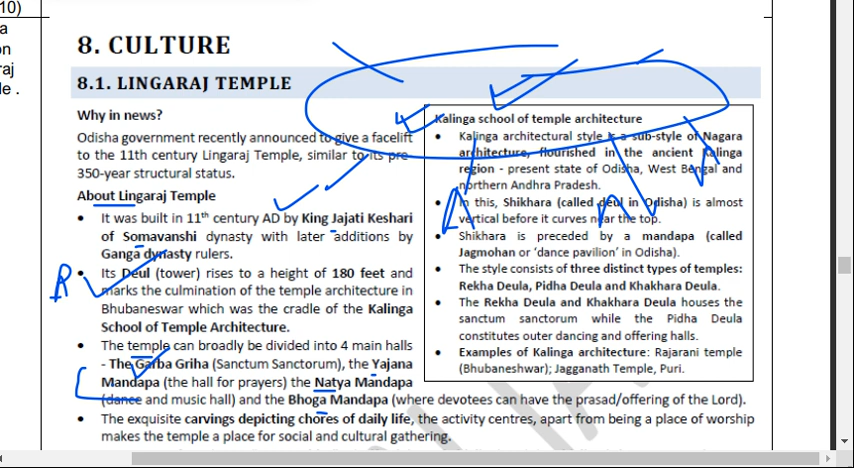 10)
a
on
raj
le .
8. CULTURE
8.1. LINGARAJ TEMPLE
Why in news?
Odisha government recently announced to give a facelift
to the 11th century Lingaraj Temple, similar to its pre-
350-year structural status.
About Lingaraj Temple
• It was built in 11th century AD by King Jajati Keshari
of Somavanshi dynasty with later additions by
Ganga dynasty rulers.
• Its Deul (tower) rises to a height of 180 feet and
marks the culmination of the temple architecture in
Bhubaneswar which was the cradle of the Kalinga
School of Temple Architecture.
• The temple can broadly be divided into 4 main halls
- The Garba Griha (Sanctum Sanctorum), the Yajana
Mandapa (the hall for prayers) the Natya Mandapa
(dance and music hall) and the Bhoga Mandapa (where devotees can have the prasad/offering of the Lord).
• The exquisite carvings depicting chores of daily life, the activity centres, apart from being a place of worship
makes the temple a place for social and cultural gathering.
Kalinga school of temple architecture
• Kalinga architectural style is a sub-style of Nagara
architecture, flourished in the ancient Kalinga
region - present state of Odisha, West Bengal and
northern Andhra Pradesh.
• In this, Shikhara (called deul in Odisha) is almost
vertical before it curves near the top.
• Shikhara is preceded by a mandapa (called
Jagmohan or 'dance pavilion' in Odisha).
• The style consists of three distinct types of temples:
Rekha Deula, Pidha Deula and Khakhara Deula.
• The Rekha Deula and Khakhara Deula houses the
sanctum sanctorum while the Pidha Deula
constitutes outer dancing and offering halls.
• Examples of Kalinga architecture: Rajarani temple
(Bhubaneshwar); Jagganath Temple, Puri.